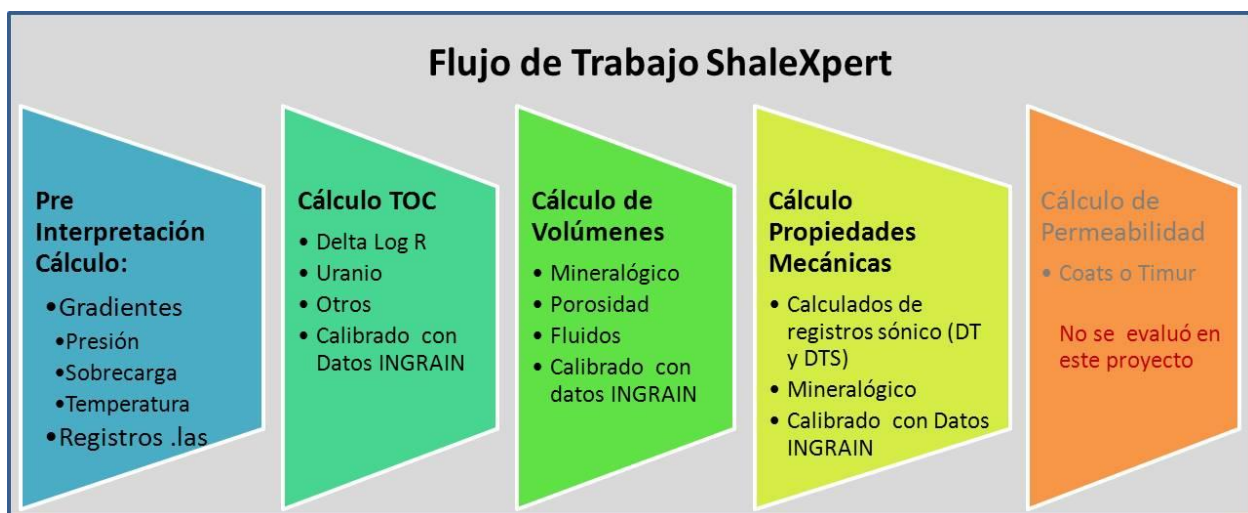 Flujo de Trabajo ShaleXpert
Pre
Interpretación
Cálculo:
•Gradientes
•Presión
•Sobrecarga
•Temperatura
•Registros .las
Cálculo TOC
• Delta Log R
• Uranio
• Otros
• Calibrado con
Datos INGRAIN
Cálculo de
Volúmenes
• Mineralógico
• Porosidad
• Fluidos
• Calibrado con
datos INGRAIN
Cálculo
Propiedades
Mecánicas
• Calculados de
registros sónico (DT
y DTS)
• Mineralógico
• Calibrado con Datos
INGRAIN
Cálculo de
Permeabilidad
• Coats o Timur
No se evaluó en
este proyecto